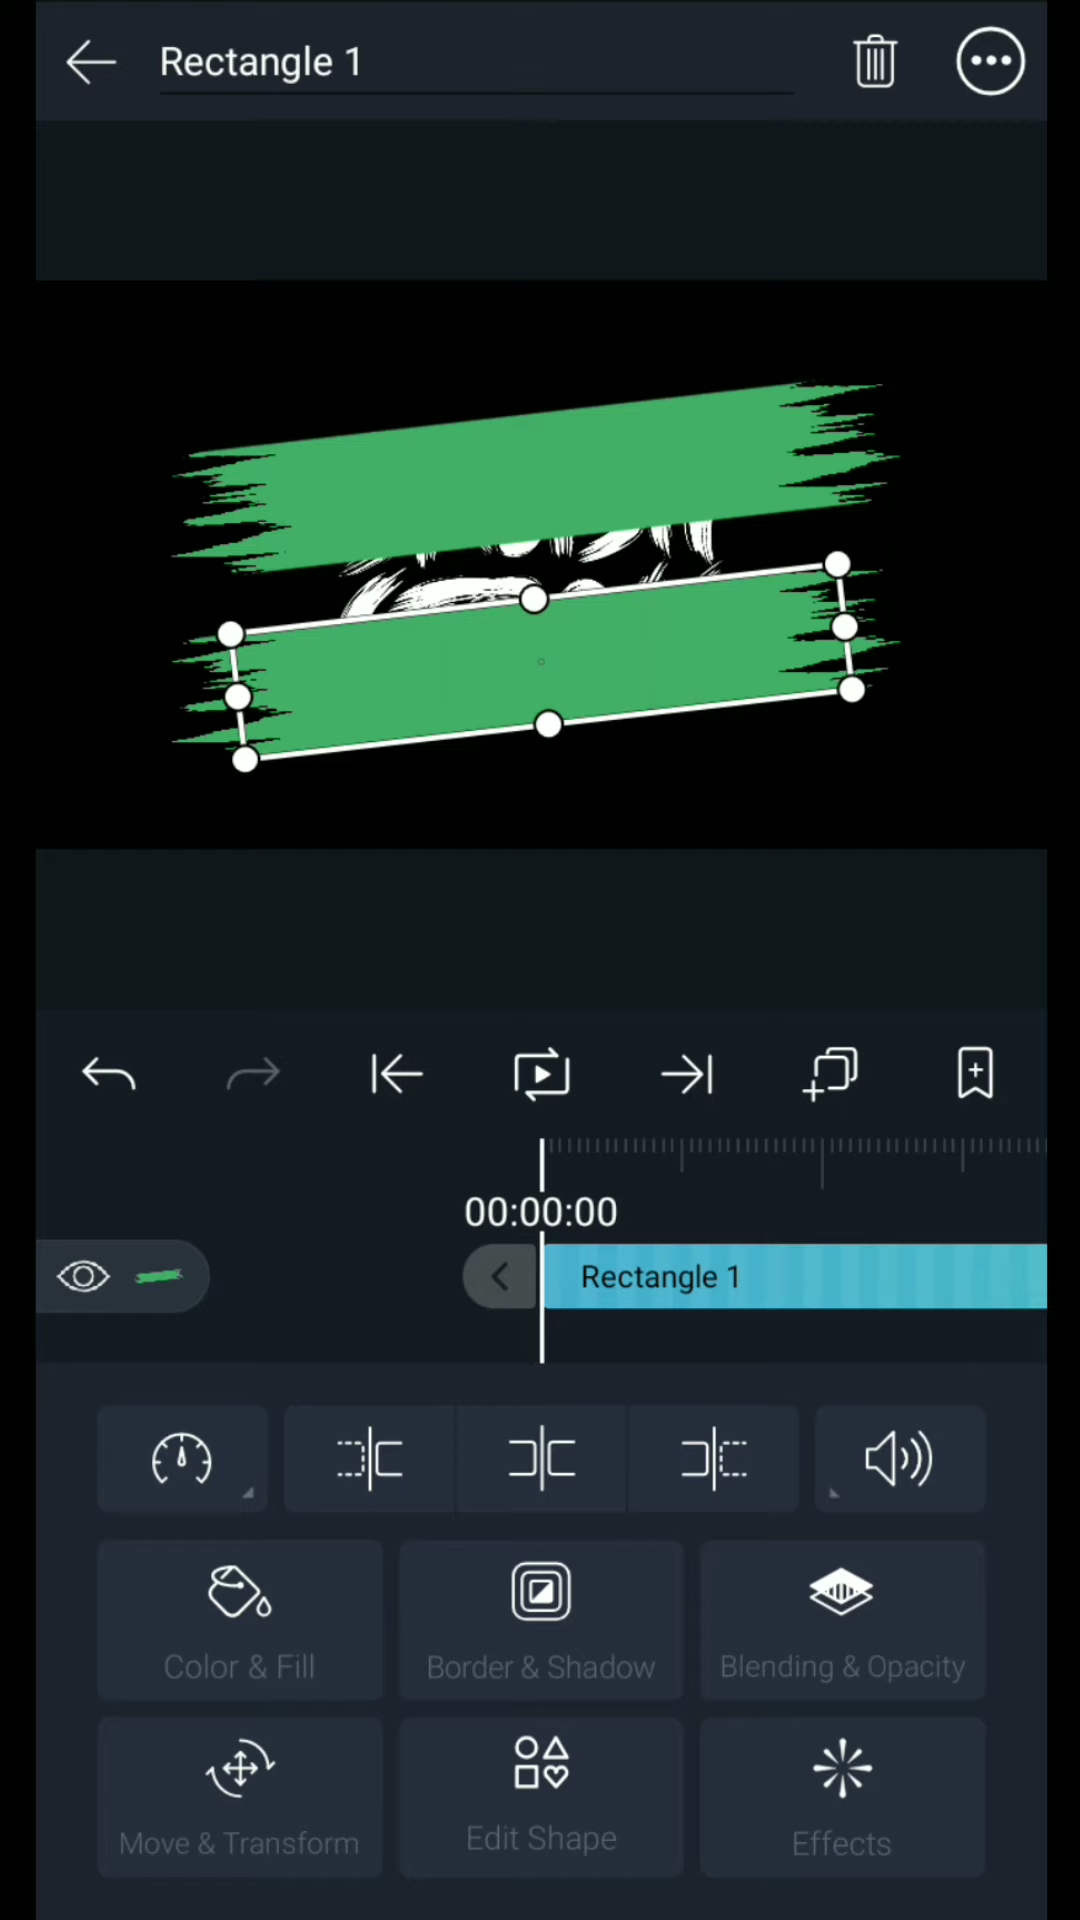 Rectangle 1
00:00:00
Rectangle 1
Color & Fill
Border & Shadow
Blending & Opacity
Move & Transform
Edit Shape
Effects